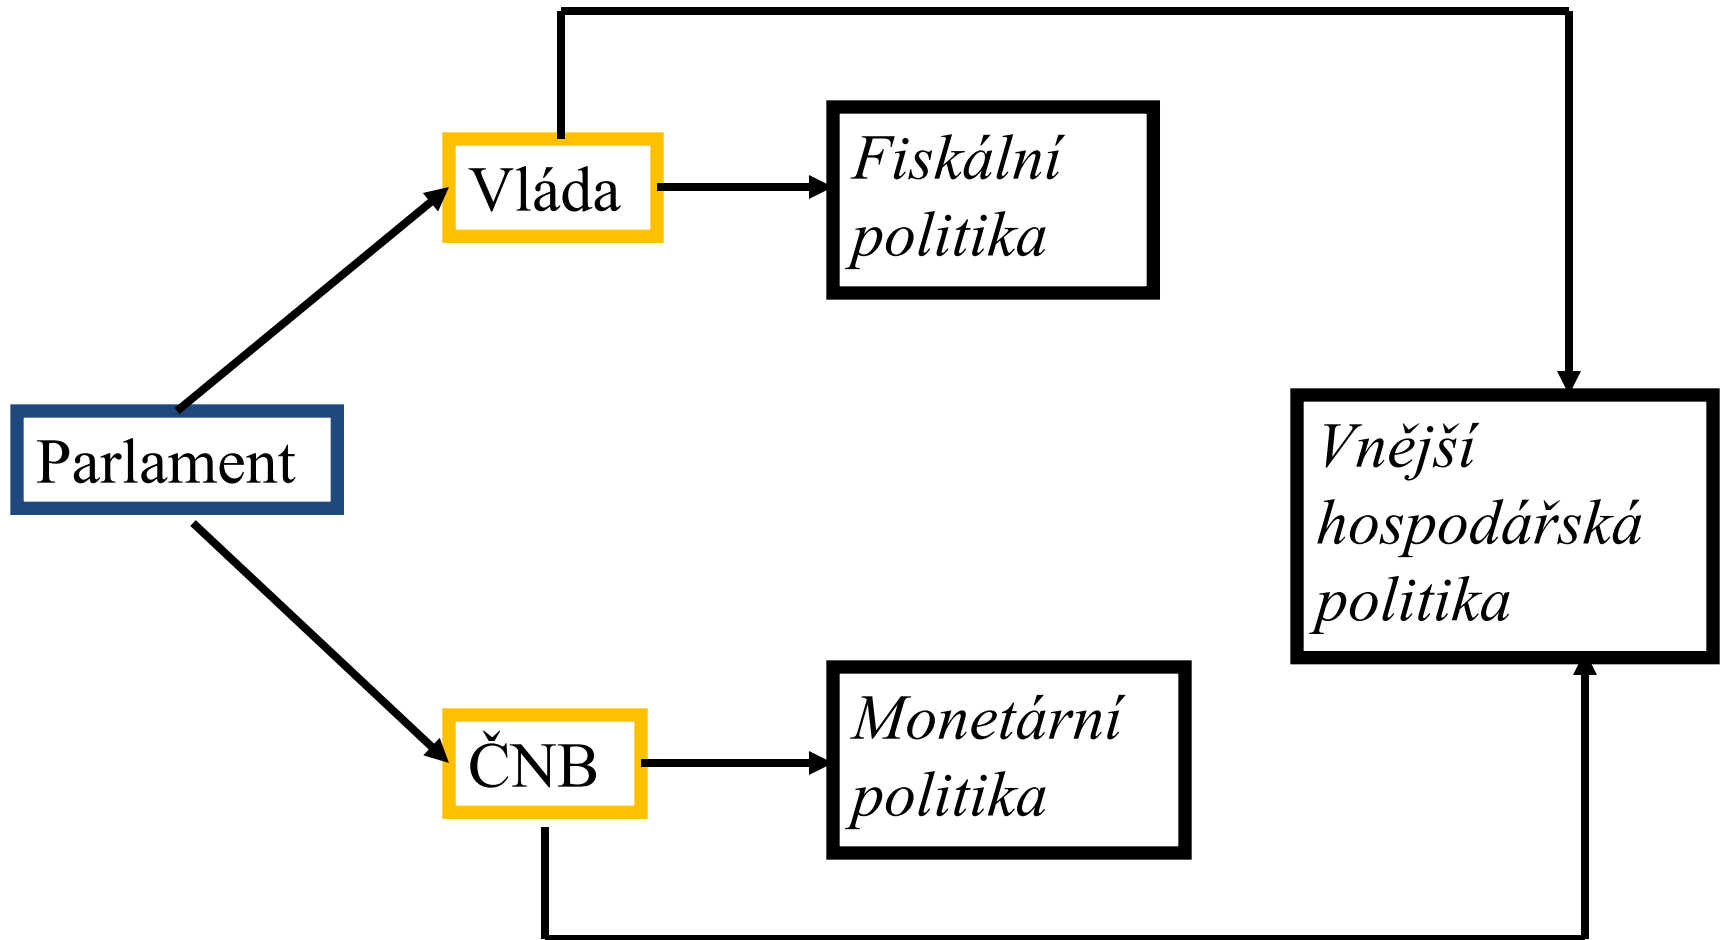 Vláda
Fiskální
politika
Parlament
Vnější
hospodářská
politika
ČNB
Monetární
politika